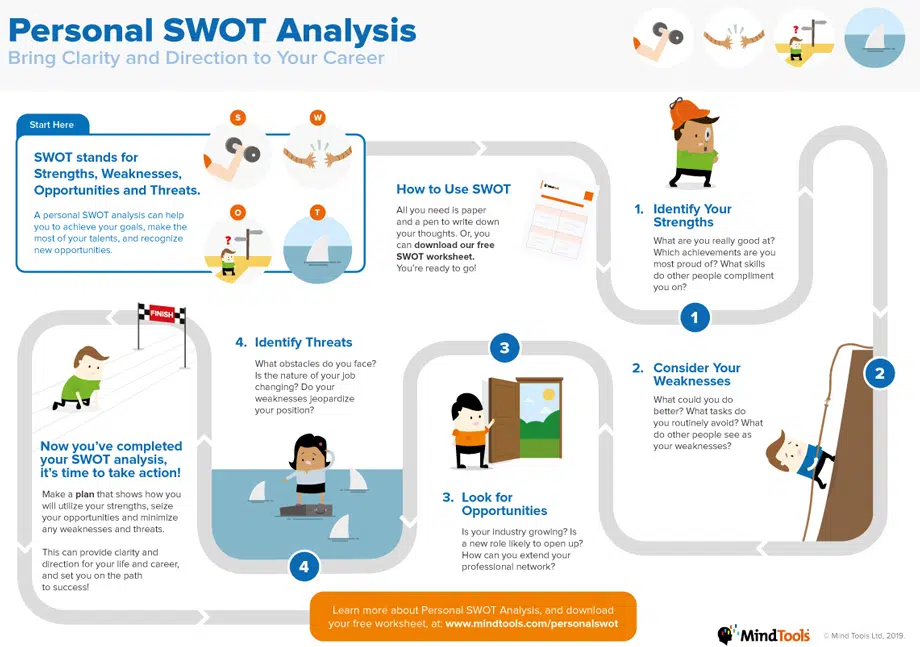 Personal SWOT Analysis
Bring Clarity and Direction to Your Career
?
Start Here
SWOT stands for
Strengths, Weaknesses,
Opportunities and Threats.
A personal SWOT analysis can help
you to achieve your goals, make the
most of your talents, and recognize
new opportunities.
S
W
O
T
?
How to Use SWOT
All you need is paper
and a pen to write down
your thoughts. Or, you
can download our free
SWOT worksheet.
You're ready to go!
1. Identify Your
Strengths
What are you really good at?
Which achievements are you
most proud of? What skills
do other people compliment
you on?
1
2. Consider Your
Weaknesses
What could you do
better? What tasks do
you routinely avoid? What
do other people see as
your weaknesses?
2
3
3. Look for
Opportunities
Is your industry growing? Is
a new role likely to open up?
How can you extend your
professional network?
4. Identify Threats
What obstacles do you face?
Is the nature of your job
changing? Do your
weaknesses jeopardize
your position?
4
FINISH
Now you've completed
your SWOT analysis,
it's time to take action!
Make a plan that shows how you
will utilize your strengths, seize
your opportunities and minimize
any weaknesses and threats.
This can provide clarity and
direction for your life and career,
and set you on the path
to success!
Learn more about Personal SWOT Analysis, and download
your free worksheet, at: www.mindtools.com/personalswot
MindTools
© Mind Tools Ltd, 2019.